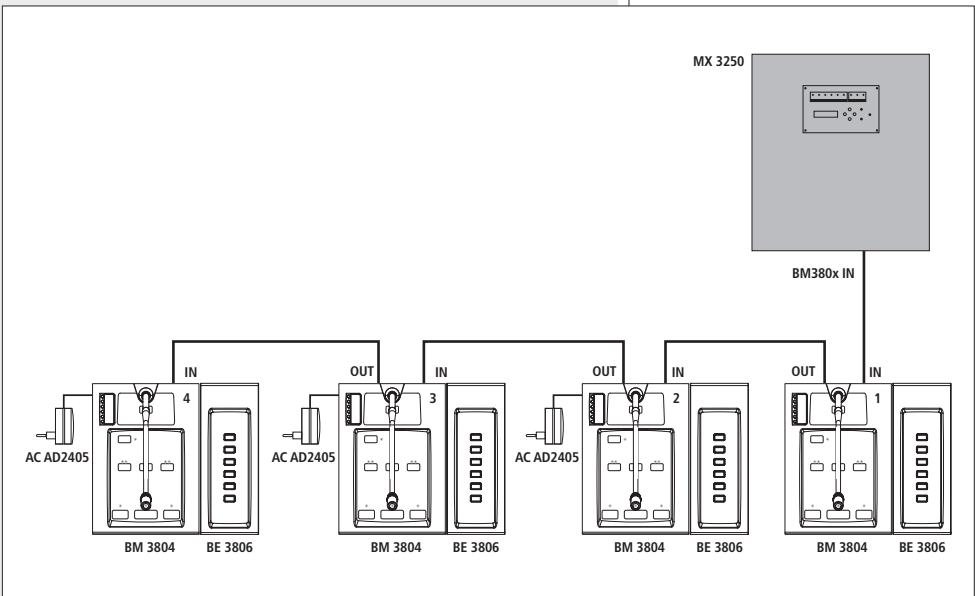 MX 3250
BM380x IN
OUT IN OUT IN OUT IN
IN
4 3 2 1
AC AD2405 AC AD2405 AC AD2405
BM 3804 BE 3806 BM 3804 BE 3806 BM 3804 BE 3806 BM 3804 BE 3806